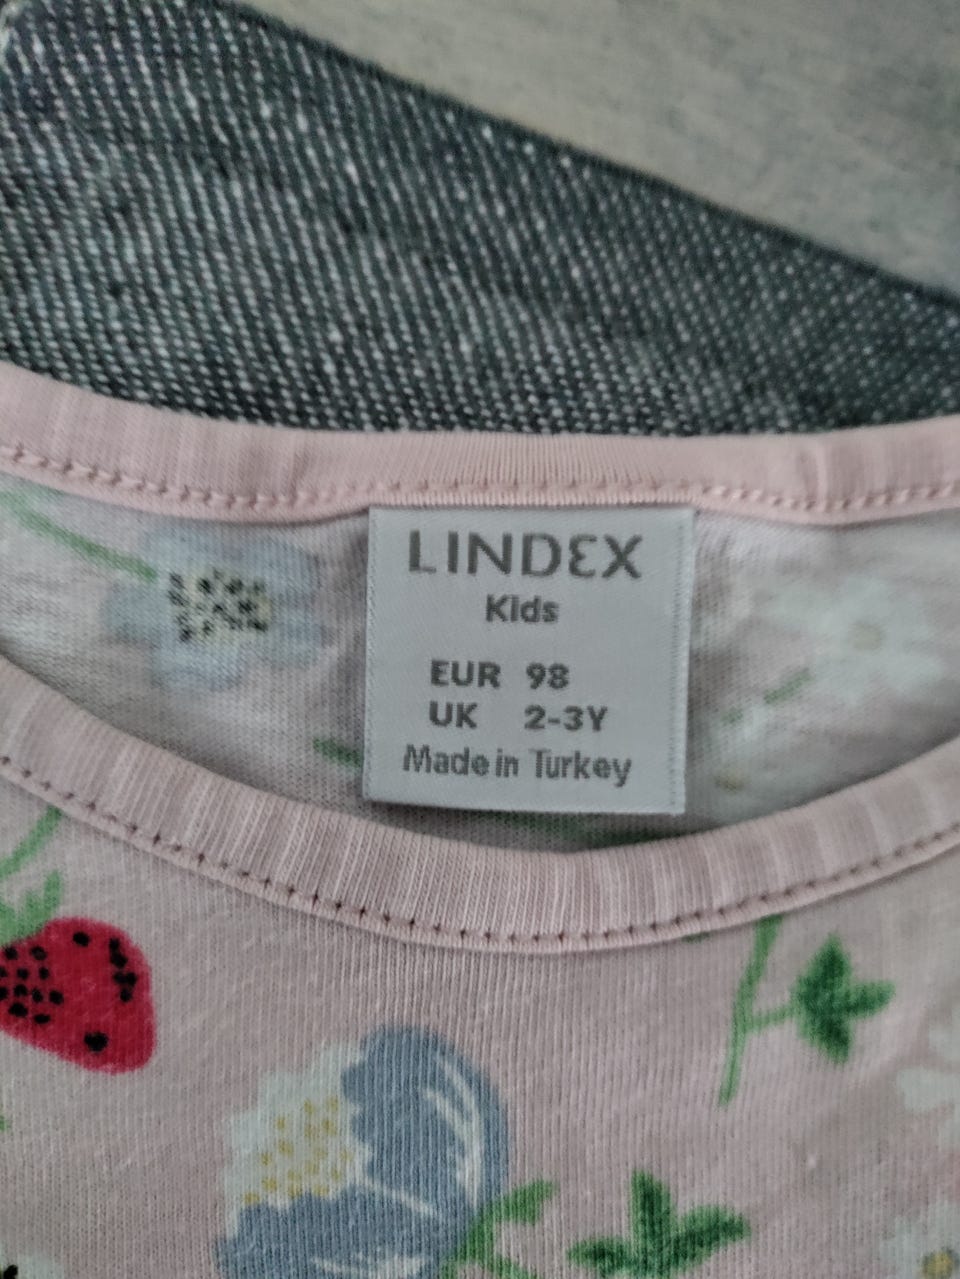 LINDEX
Kids
EUR 98
UK 2-3Y
Made in Turkey